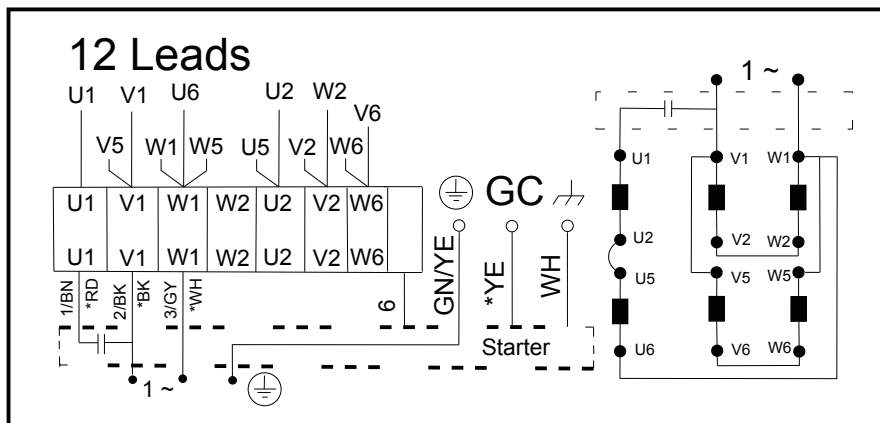 12 Leads
U1 V1 U6 U2 W2
V6
V5 W1 W5 U5 V2 W6
U1 V1 W1 W2 U2 V2 W6
U1 V1 W1 W2 U2 V2 W6
GC
1/BN *RD 2/BK *BK 3/GY *WH 6 GN/YE *YE WH
Starter
1 ~
1 ~
U1 V1 W1
U2 V2 W2
U5 V5 W5
U6 V6 W6